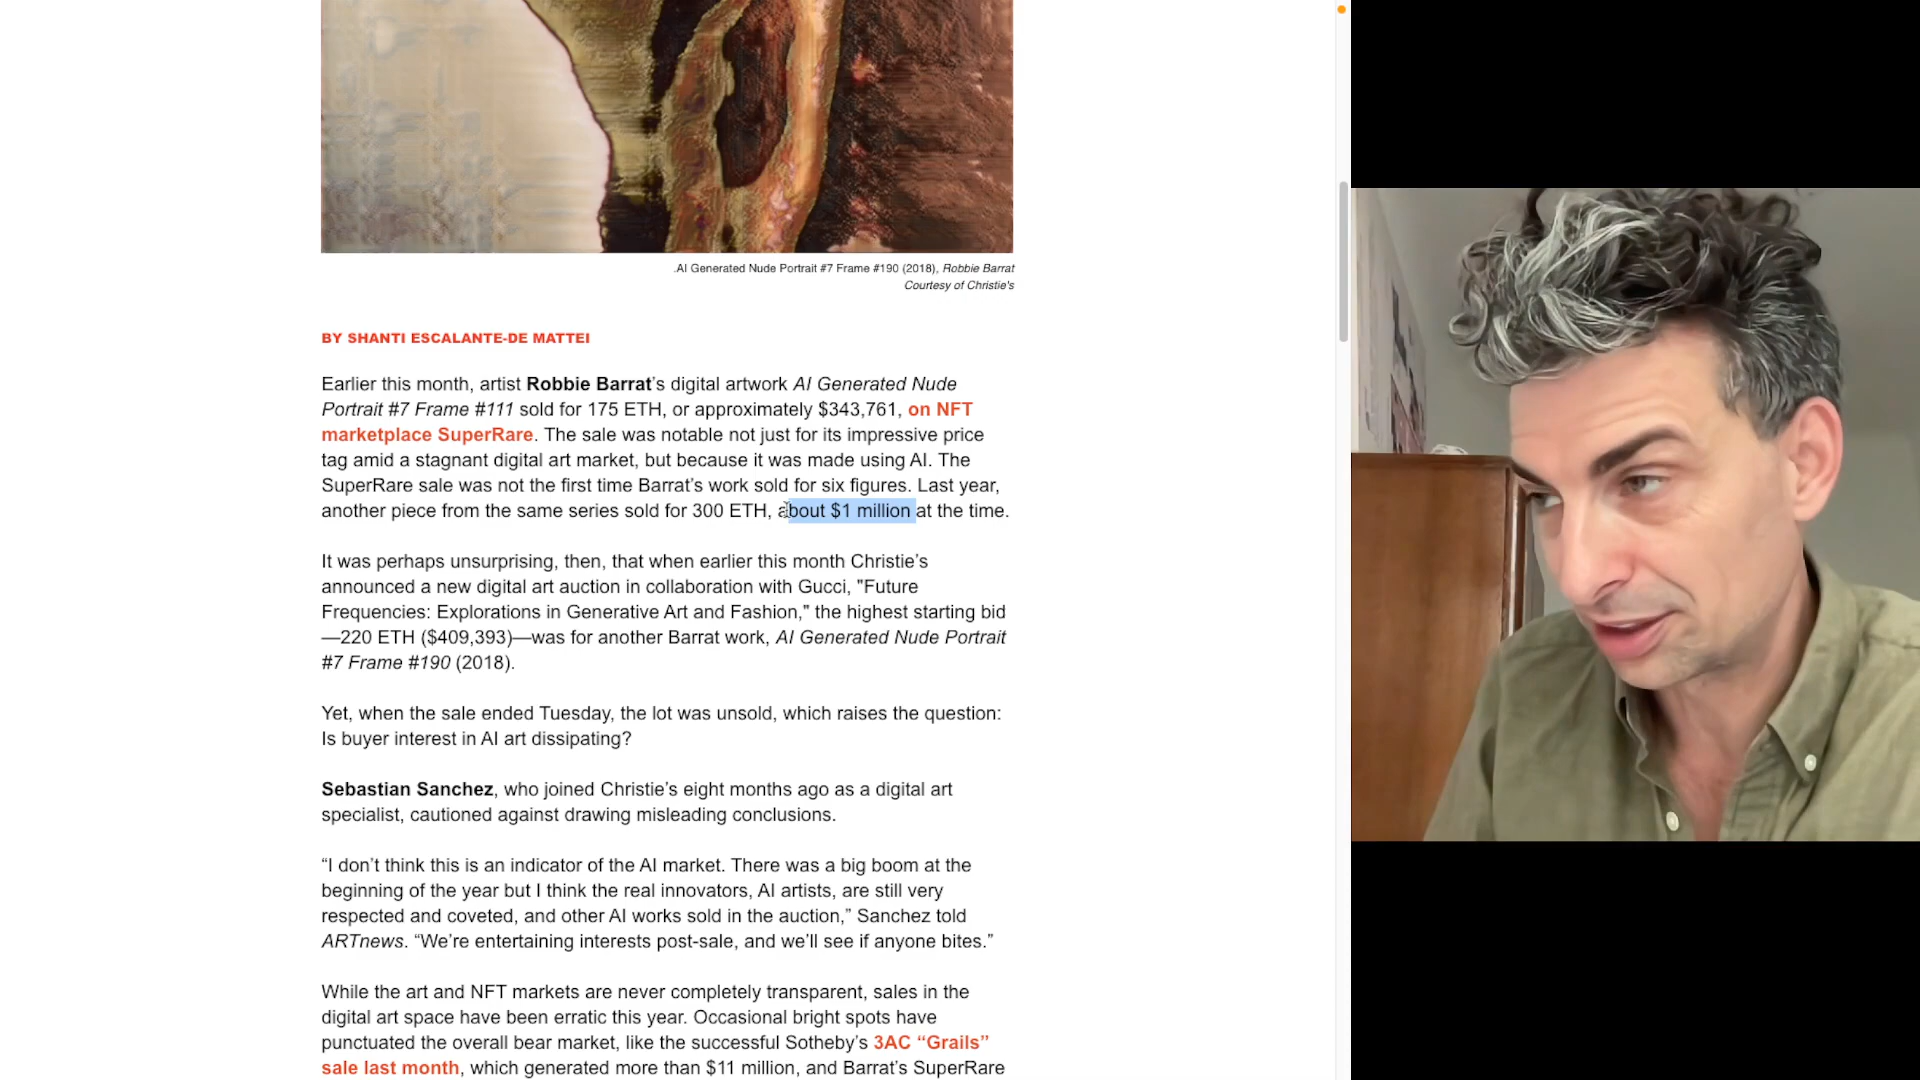 .AI Generated Nude Portrait #7 Frame #190 (2018), Robbie Barrat
Courtesy of Christie's
BY SHANTI ESCALANTE-DE MATTEI
Earlier this month, artist Robbie Barrat’s digital artwork AI Generated Nude
Portrait #7 Frame #111 sold for 175 ETH, or approximately $343,761, on NFT
marketplace SuperRare. The sale was notable not just for its impressive price
tag amid a stagnant digital art market, but because it was made using AI. The
SuperRare sale was not the first time Barrat’s work sold for six figures. Last year,
another piece from the same series sold for 300 ETH, about $1 million at the time.
It was perhaps unsurprising, then, that when earlier this month Christie’s
announced a new digital art auction in collaboration with Gucci, "Future
Frequencies: Explorations in Generative Art and Fashion," the highest starting bid
—220 ETH ($409,393)—was for another Barrat work, AI Generated Nude Portrait
#7 Frame #190 (2018).
Yet, when the sale ended Tuesday, the lot was unsold, which raises the question:
Is buyer interest in AI art dissipating?
Sebastian Sanchez, who joined Christie’s eight months ago as a digital art
specialist, cautioned against drawing misleading conclusions.
“I don’t think this is an indicator of the AI market. There was a big boom at the
beginning of the year but I think the real innovators, AI artists, are still very
respected and coveted, and other AI works sold in the auction,” Sanchez told
ARTnews. “We’re entertaining interests post-sale, and we’ll see if anyone bites.”
While the art and NFT markets are never completely transparent, sales in the
digital art space have been erratic this year. Occasional bright spots have
punctuated the overall bear market, like the successful Sotheby’s 3AC “Grails”
sale last month, which generated more than $11 million, and Barrat’s SuperRare